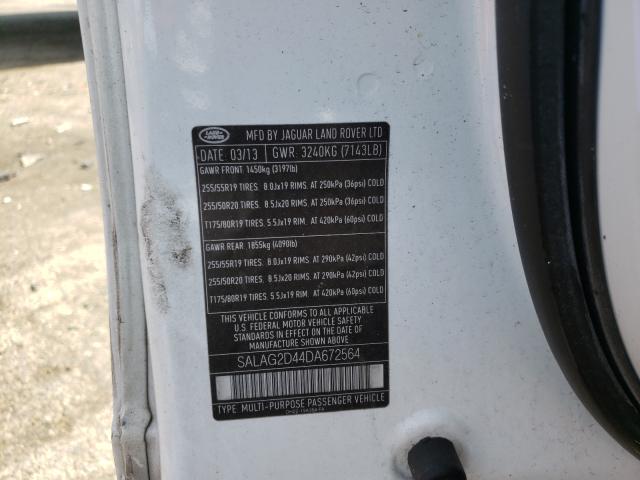 LAND ROVER
MFD BY JAGUAR LAND ROVER LTD
DATE: 03/13 GWR: 3240KG (7143LB)
GAWR FRONT 1450kg (3197lb)
255/55R19 TIRES. 8.0Jx19 RIMS. AT 250kPa (36psi) COLD
255/50R20 TIRES. 8.5Jx20 RIMS. AT 250kPa (36psi) COLD
T175/80R19 TIRES. 5.5Jx19 RIM. AT 420kPa (60psi) COLD
GAWR REAR 1855kg (4090lb)
255/55R19 TIRES. 8.0Jx19 RIMS. AT 290kPa (42psi) COLD
255/50R20 TIRES. 8.5Jx20 RIMS. AT 290kPa (42psi) COLD
T175/80R19 TIRES. 5.5Jx19 RIM. AT 420kPa (60psi) COLD
THIS VEHICLE CONFORMS TO ALL APPLICABLE
U.S. FEDERAL MOTOR VEHICLE SAFETY
STANDARDS IN EFFECT ON THE DATE OF
MANUFACTURE SHOWN ABOVE
SALAG2D44DA672564
TYPE: MULTI-PURPOSE PASSENGER VEHICLE